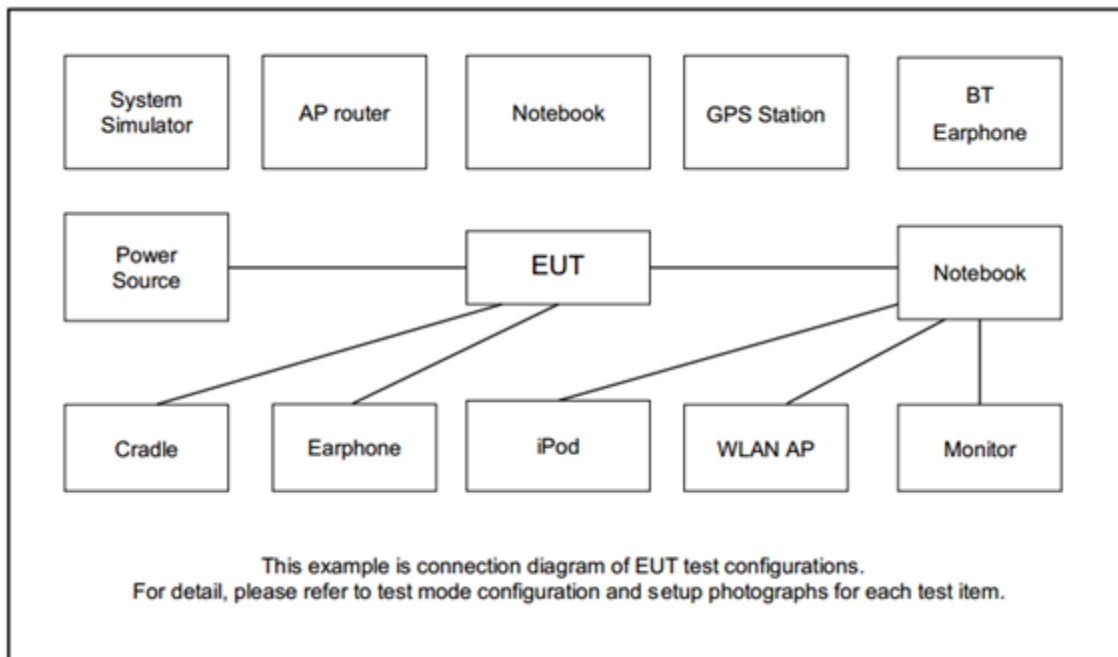 System
Simulator
AP router
Notebook
GPS Station
BT
Earphone
Power
Source
EUT
Notebook
Cradle
Earphone
iPod
WLAN AP
Monitor
This example is connection diagram of EUT test configurations.
For detail, please refer to test mode configuration and setup photographs for each test item.